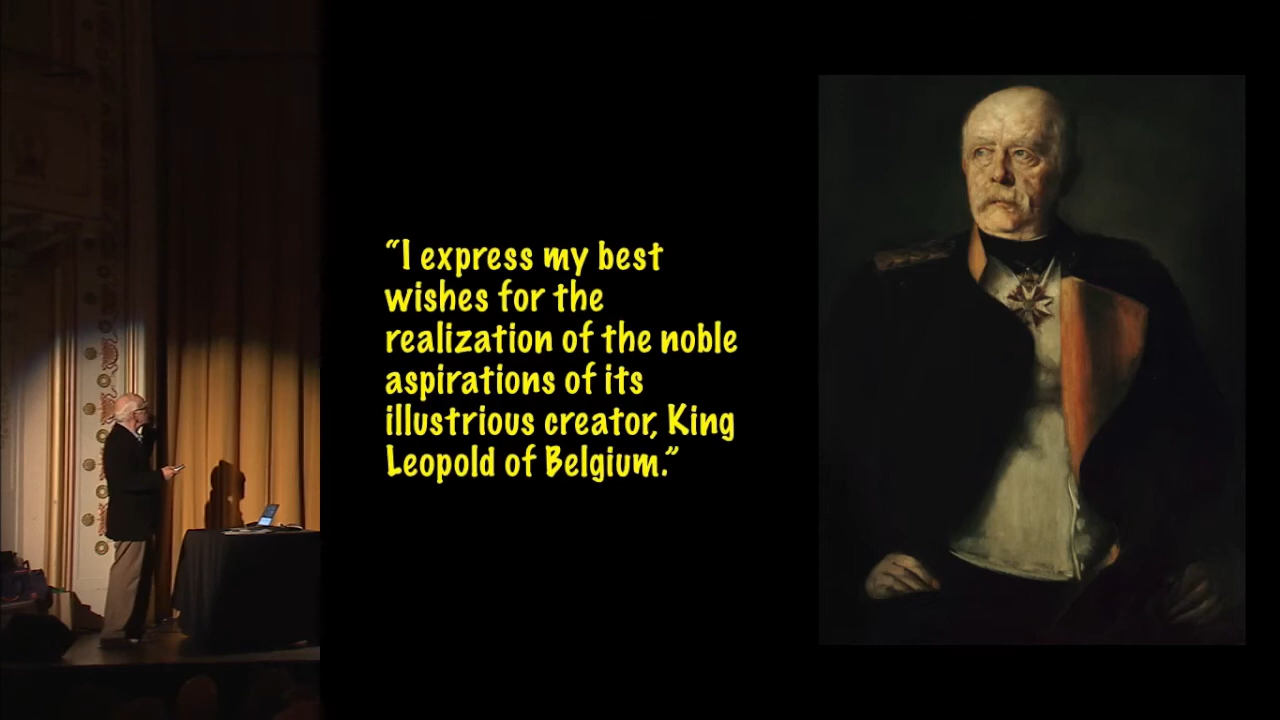 “I express my best
wishes for the
realization of the noble
aspirations of its
illustrious creator, King
Leopold of Belgium.”